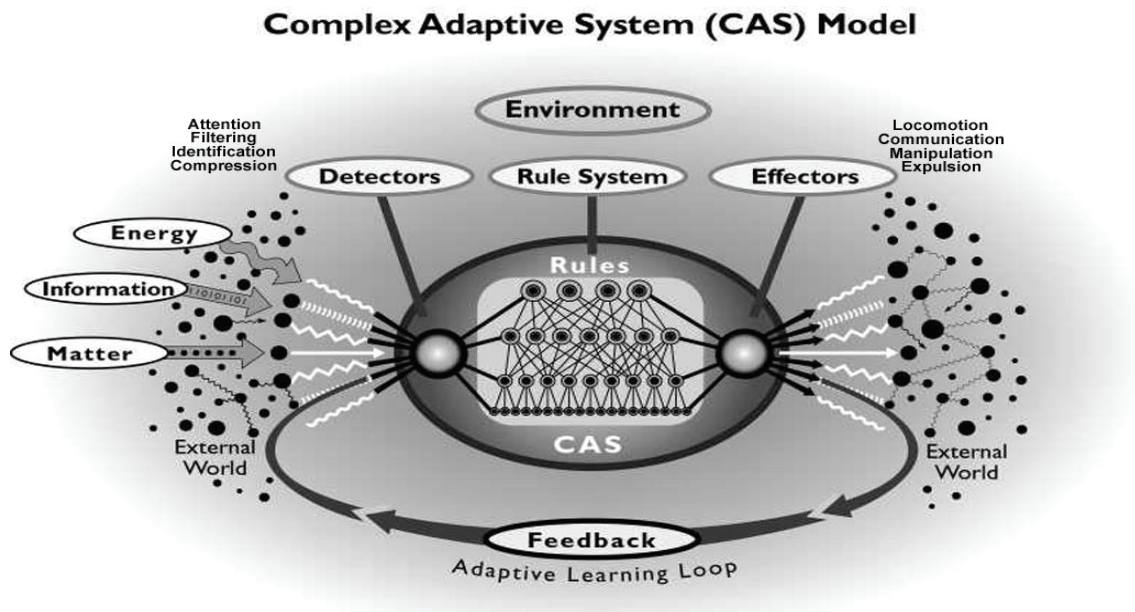 Complex Adaptive System (CAS) Model
Environment
Attention
Filtering
Identification
Compression
Locomotion
Communication
Manipulation
Expulsion
Detectors
Rule System
Effectors
Energy
Information
110101101
Matter
Rules
CAS
External
World
External
World
Feedback
Adaptive Learning Loop